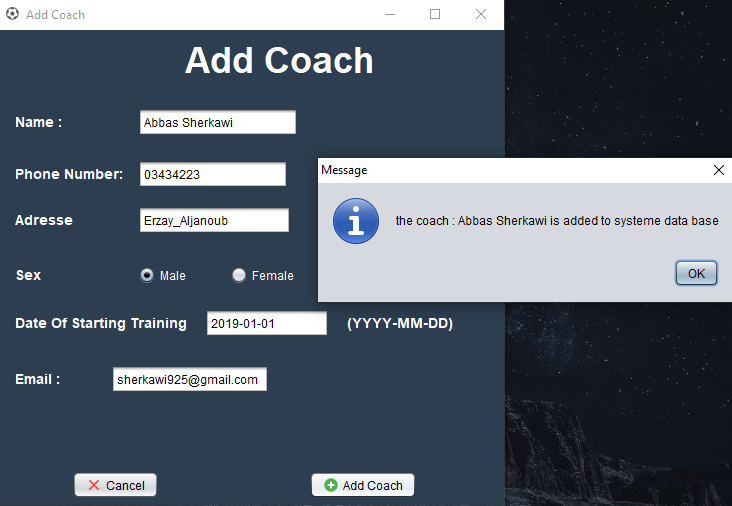 Add Coach
Add Coach
Name :
Abbas Sherkawi
Phone Number:
03434223
Message
the coach : Abbas Sherkawi is added to systeme data base
OK
Adresse
Erzay_Aljanoub
Sex
Male
Female
Date Of Starting Training
2019-01-01
(YYYY-MM-DD)
Email :
sherkawi925@gmail.com
Cancel
Add Coach